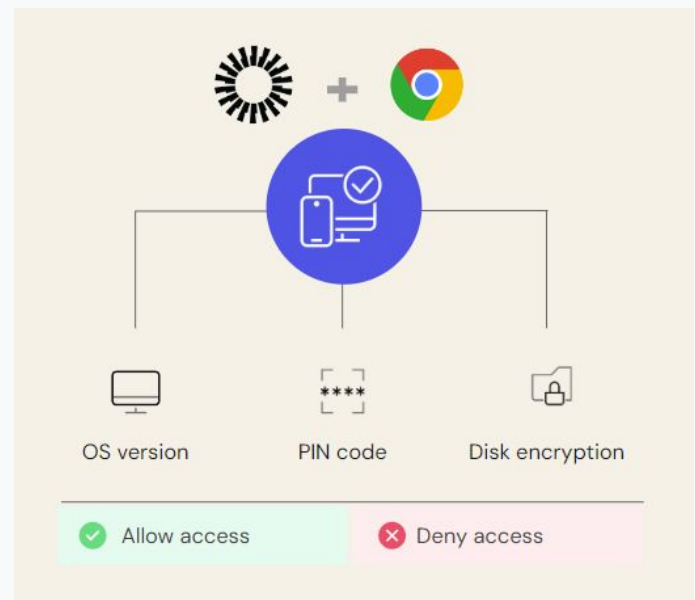 ****
OS version
PIN code
Disk encryption
Allow access
Deny access